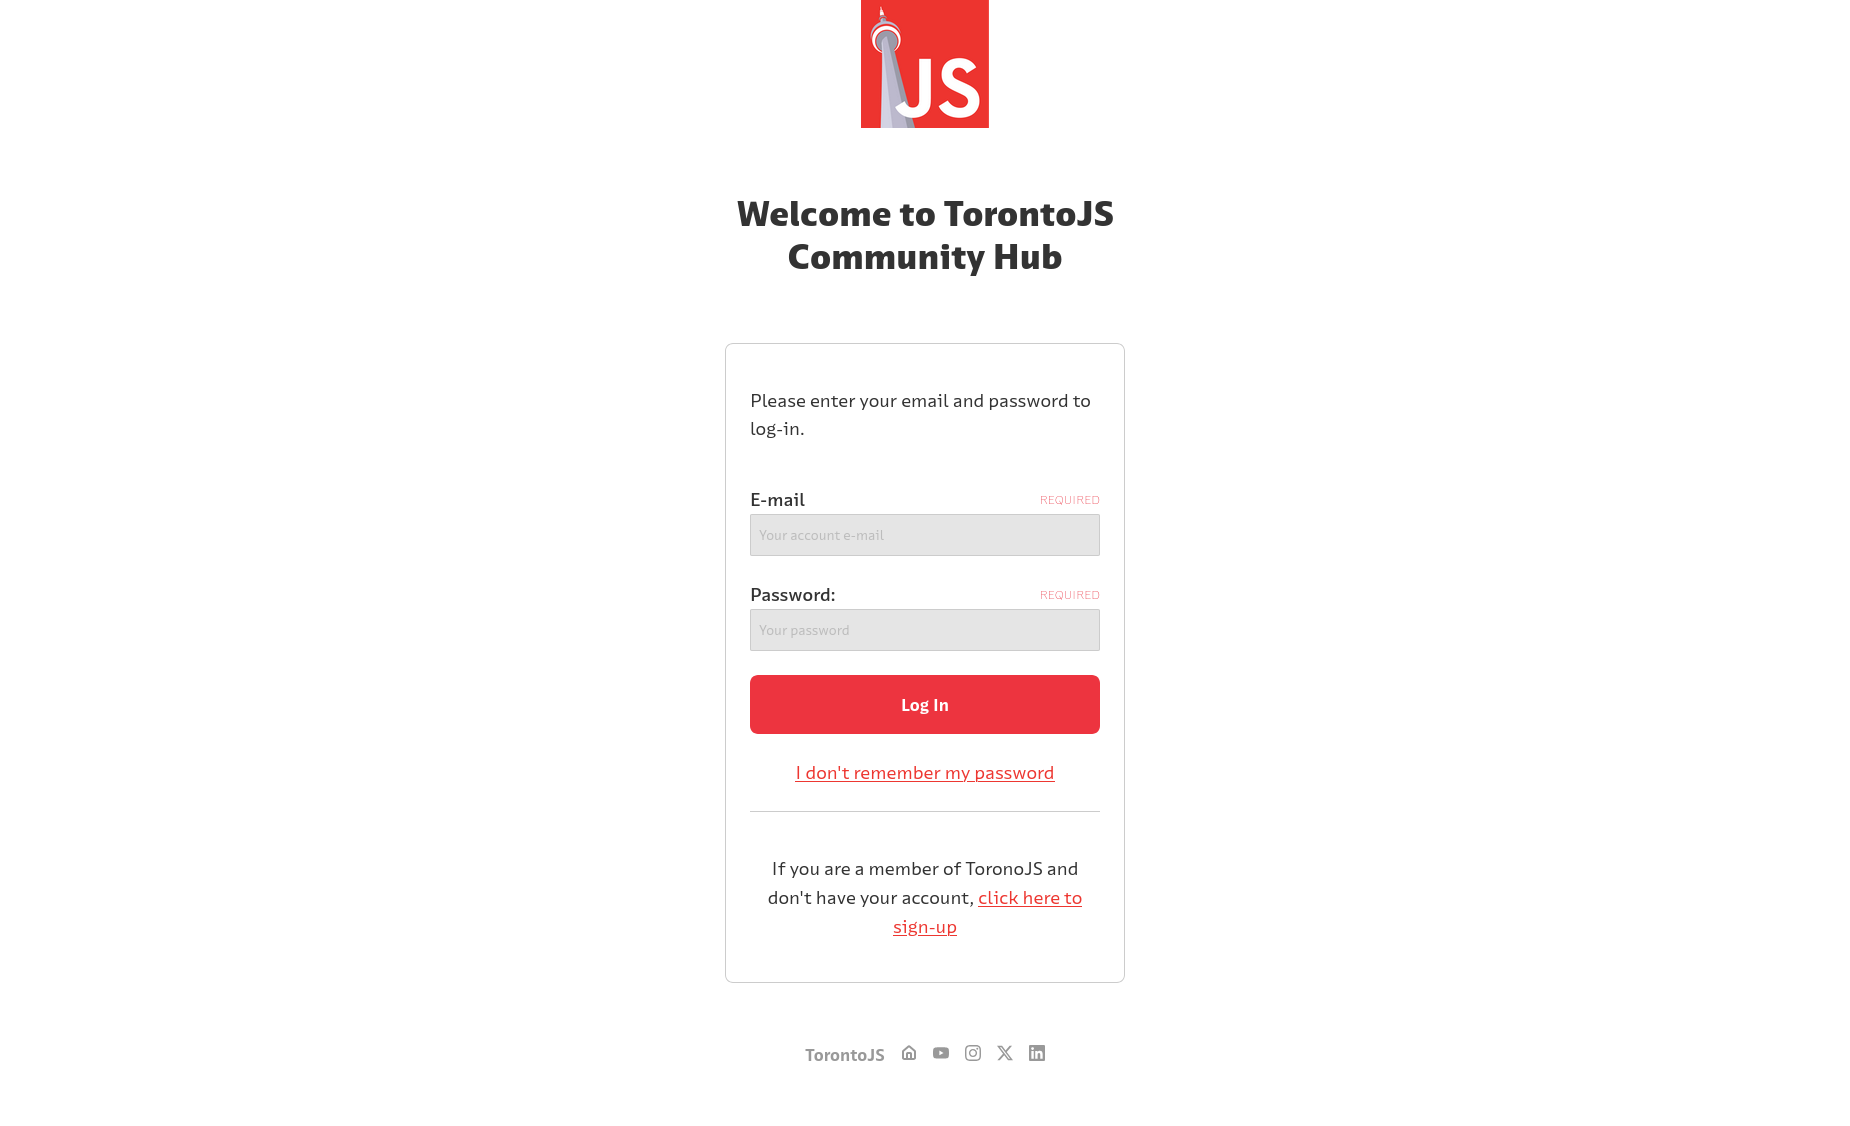 JS
Welcome to TorontoJS
Community Hub
Please enter your email and password to
log-in.
E-mail REQUIRED
Your account e-mail
Password: REQUIRED
Your password
Log In
I don't remember my password
If you are a member of ToronoJS and
don't have your account, click here to
sign-up
TorontoJS